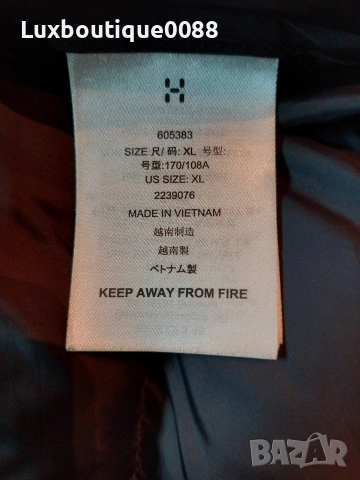 Luxboutique0088
H
605383
SIZE 尺/ 码: XL 号型:
号型:170/108A
US SIZE: XL
2239076
MADE IN VIETNAM
越南制造
越南製
ベトナム製
KEEP AWAY FROM FIRE
BAZAR
bg